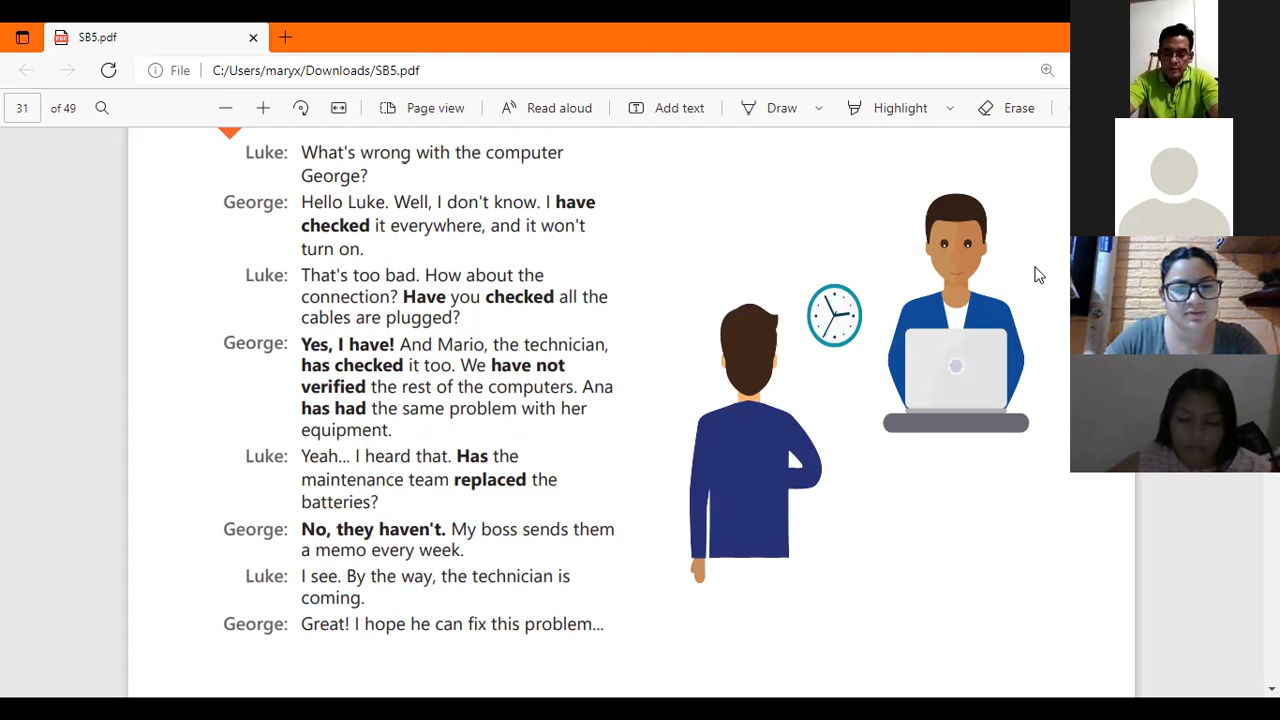 SB5.pdf
File
C:/Users/maryx/Downloads/SB5.pdf
31 of 49
Page view
Read aloud
Add text
Draw
Highlight
Erase
Luke: What's wrong with the computer
George?
George: Hello Luke. Well, I don't know. I have
checked it everywhere, and it won't
turn on.
Luke: That's too bad. How about the
connection? Have you checked all the
cables are plugged?
George: Yes, I have! And Mario, the technician,
has checked it too. We have not
verified the rest of the computers. Ana
has had the same problem with her
equipment.
Luke: Yeah... I heard that. Has the
maintenance team replaced the
batteries?
George: No, they haven't. My boss sends them
a memo every week.
Luke: I see. By the way, the technician is
coming.
George: Great! I hope he can fix this problem...